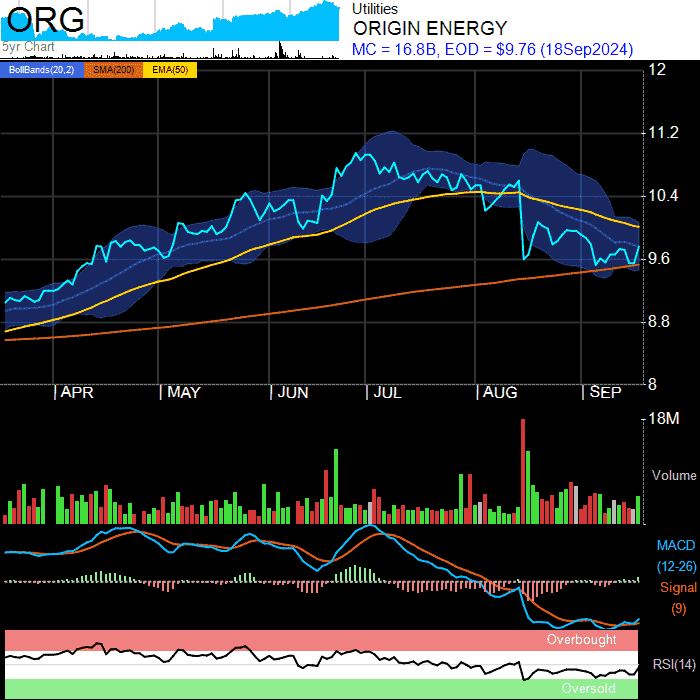 ORG
5yr Chart
Utilities
ORIGIN ENERGY
MC = 16.8B, EOD = $9.76 (18Sep2024)
BollBands(20,2) SMA(200) EMA(50)
12
11.2
10.4
9.6
8.8
8
APR MAY JUN JUL AUG SEP
18M
Volume
MACD
(12-26)
Signal
(9)
Overbought
RSI(14)
Oversold